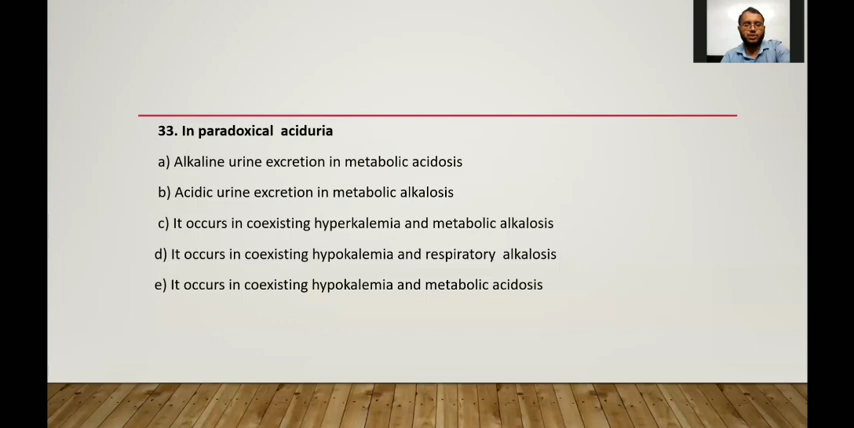 33. In paradoxical aciduria
a) Alkaline urine excretion in metabolic acidosis
b) Acidic urine excretion in metabolic alkalosis
c) It occurs in coexisting hyperkalemia and metabolic alkalosis
d) It occurs in coexisting hypokalemia and respiratory alkalosis
e) It occurs in coexisting hypokalemia and metabolic acidosis